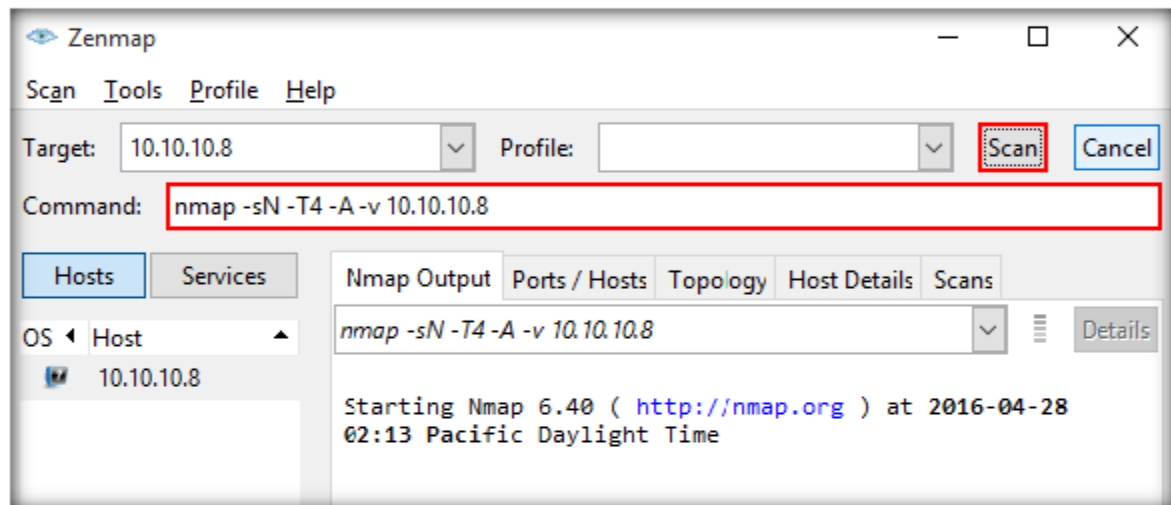 Zenmap
Scan Tools Profile Help
Target: 10.10.10.8 Profile: Scan Cancel
Command: nmap -sN -T4 -A -v 10.10.10.8
Hosts Services Nmap Output Ports / Hosts Topology Host Details Scans
OS Host nmap -sN -T4 -A -v 10.10.10.8 Details
10.10.10.8
Starting Nmap 6.40 ( http://nmap.org ) at 2016-04-28
02:13 Pacific Daylight Time